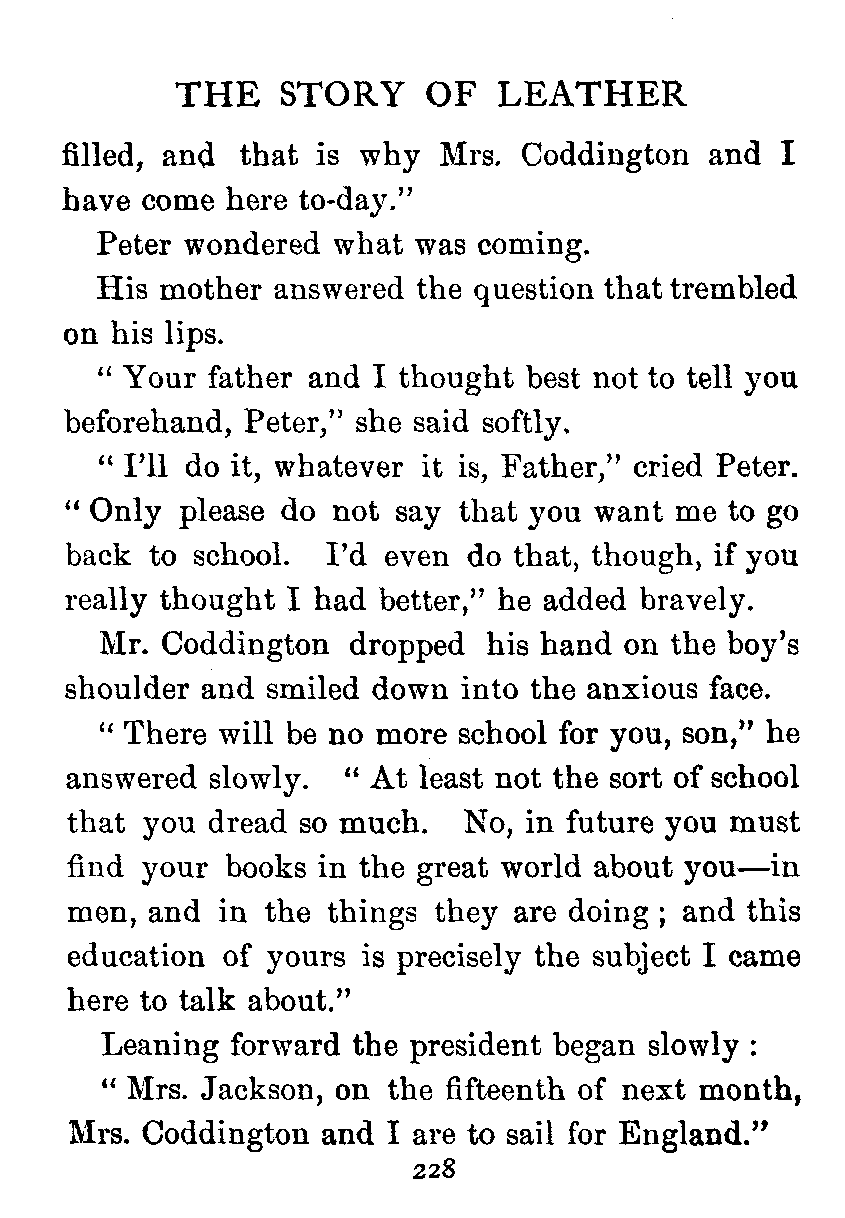 THE STORY OF LEATHER
filled, and that is why Mrs. Coddington and I
have come here to-day."
Peter wondered what was coming.
His mother answered the question that trembled
on his lips.
" Your father and I thought best not to tell you
beforehand, Peter," she said softly.
" I'll do it, whatever it is, Father," cried Peter.
" Only please do not say that you want me to go
back to school. I'd even do that, though, if you
really thought I had better," he added bravely.
Mr. Coddington dropped his hand on the boy's
shoulder and smiled down into the anxious face.
" There will be no more school for you, son," he
answered slowly. " At least not the sort of school
that you dread so much. No, in future you must
find your books in the great world about you—in
men, and in the things they are doing ; and this
education of yours is precisely the subject I came
here to talk about."
Leaning forward the president began slowly :
" Mrs. Jackson, on the fifteenth of next month,
Mrs. Coddington and I are to sail for England."
228